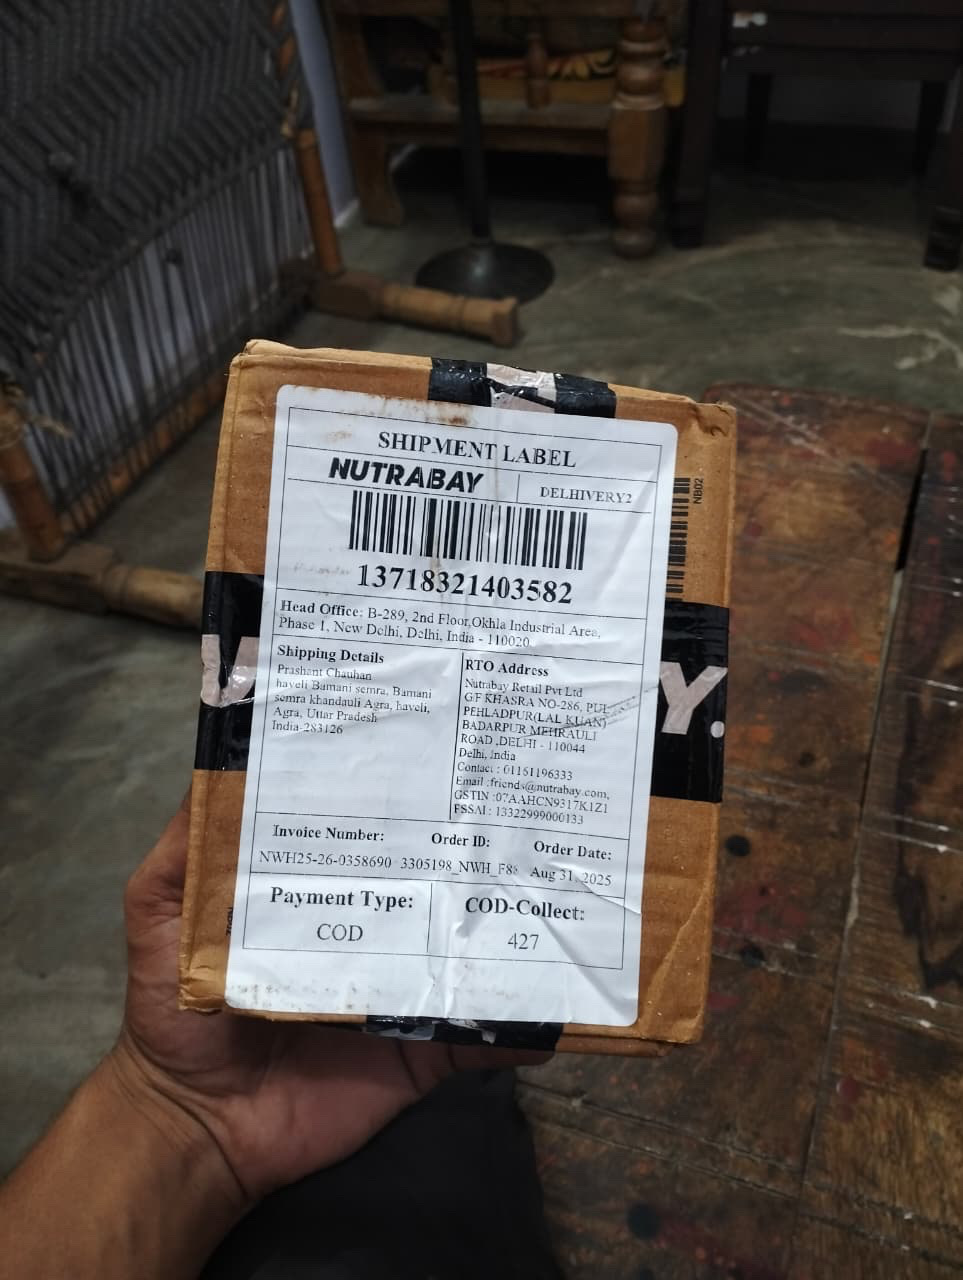 SHIPMENT LABEL
NUTRABAY
DELHIVERY2
NB02
13718321403582
Head Office: B-289, 2nd Floor,Okhla Industrial Area,
Phase 1, New Delhi, Delhi, India - 110020
Shipping Details
Prashant Chauhan
haveli Bamani semra, Bamani
semra khandauli Agra, haveli,
Agra, Uttar Pradesh
India-283126
RTO Address
Nutrabay Retail Pvt Ltd
GF KHASRA NO-286, PUL
PEHLADPUR(LAL KUAN)
BADARPUR MEHRAULI
ROAD ,DELHI - 110044
Delhi, India
Contact : 01161196333
Email :friends@nutrabay.com,
GSTIN :07AAHCN9317K1Z1
FSSAI : 13322999000133
Invoice Number:
NWH25-26-0358690
Order ID:
3305198_NWH_F88
Order Date:
Aug 31, 2025
Payment Type:
COD
COD-Collect:
427
Y.